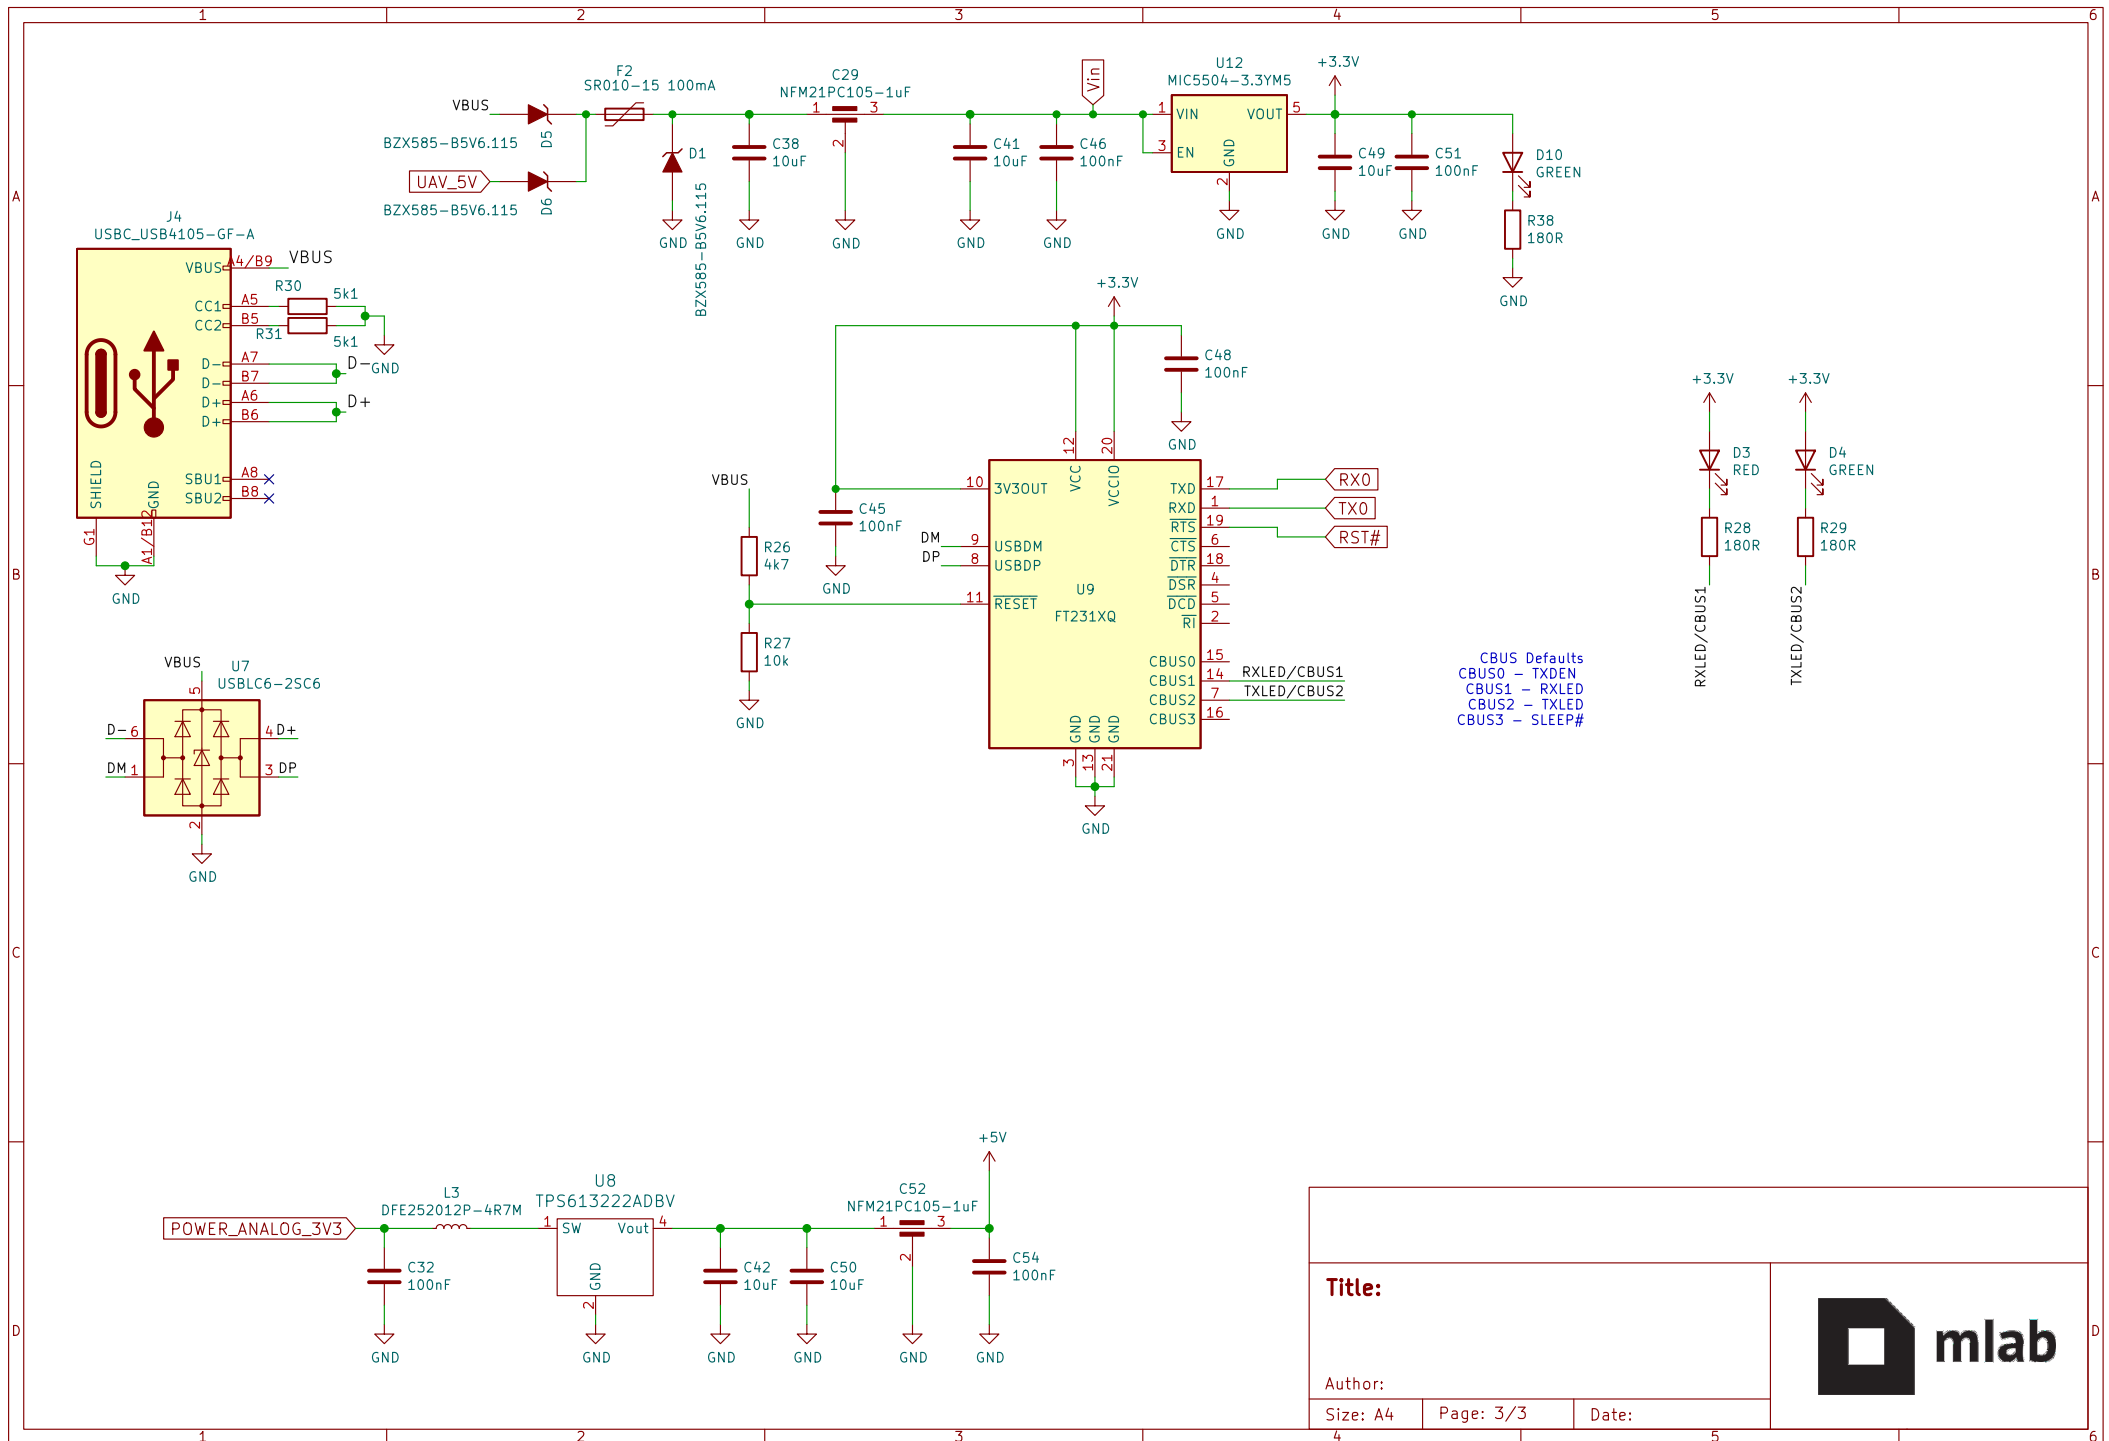 1 2 3 4 5 6
A
B
C
D
A
B
C
D
1 2 3 4 5 6
VBUS
D5
BZX585-B5V6.115
UAV_5V
D6
BZX585-B5V6.115
F2
SR010-15 100mA
D1
BZX585-B5V6.115
GND
C38
10uF
GND
C29
NFM21PC105-1uF
1 3
2
GND
C41
10uF
GND
C46
100nF
GND
Vin
U12
MIC5504-3.3YM5
1 VIN VOUT 5
3 EN
GND
2
GND
+3.3V
C49
10uF
GND
C51
100nF
GND
D10
GREEN
R38
180R
GND
J4
USBC_USB4105-GF-A
VBUS A4/B9 VBUS
R30 5k1
CC1 A5
CC2 B5
R31 5k1
GND
D- A7 D-
D- B7
D+ A6 D+
D+ B6
SBU1 A8
SBU2 B8
SHIELD
GND
G1
A1/B12
GND
VBUS
U7
USBLC6-2SC6
5
D- 6 4 D+
DM 1 3 DP
2
GND
+3.3V
C48
100nF
GND
C45
100nF
GND
VBUS
R26
4k7
R27
10k
GND
12 20
VCC VCCIO
10 3V3OUT
DM 9 USBDM
DP 8 USBDP
11 RESET
U9
FT231XQ
TXD 17 RX0
RXD 1 TX0
RTS 19 RST#
CTS 6
DTR 18
DSR 4
DCD 5
RI 2
CBUS0 15
CBUS1 14 RXLED/CBUS1
CBUS2 7 TXLED/CBUS2
CBUS3 16
GND GND GND
3 13 21
GND
CBUS Defaults
CBUS0 - TXDEN
CBUS1 - RXLED
CBUS2 - TXLED
CBUS3 - SLEEP#
+3.3V
D3
RED
R28
180R
RXLED/CBUS1
+3.3V
D4
GREEN
R29
180R
TXLED/CBUS2
POWER_ANALOG_3V3
C32
100nF
GND
L3
DFE252012P-4R7M
U8
TPS613222ADBV
1 SW Vout 4
GND
2
GND
C42
10uF
GND
C50
10uF
GND
C52
NFM21PC105-1uF
1 3
2
GND
+5V
C54
100nF
GND
Title:
Author:
Size: A4 Page: 3/3 Date:
mlab